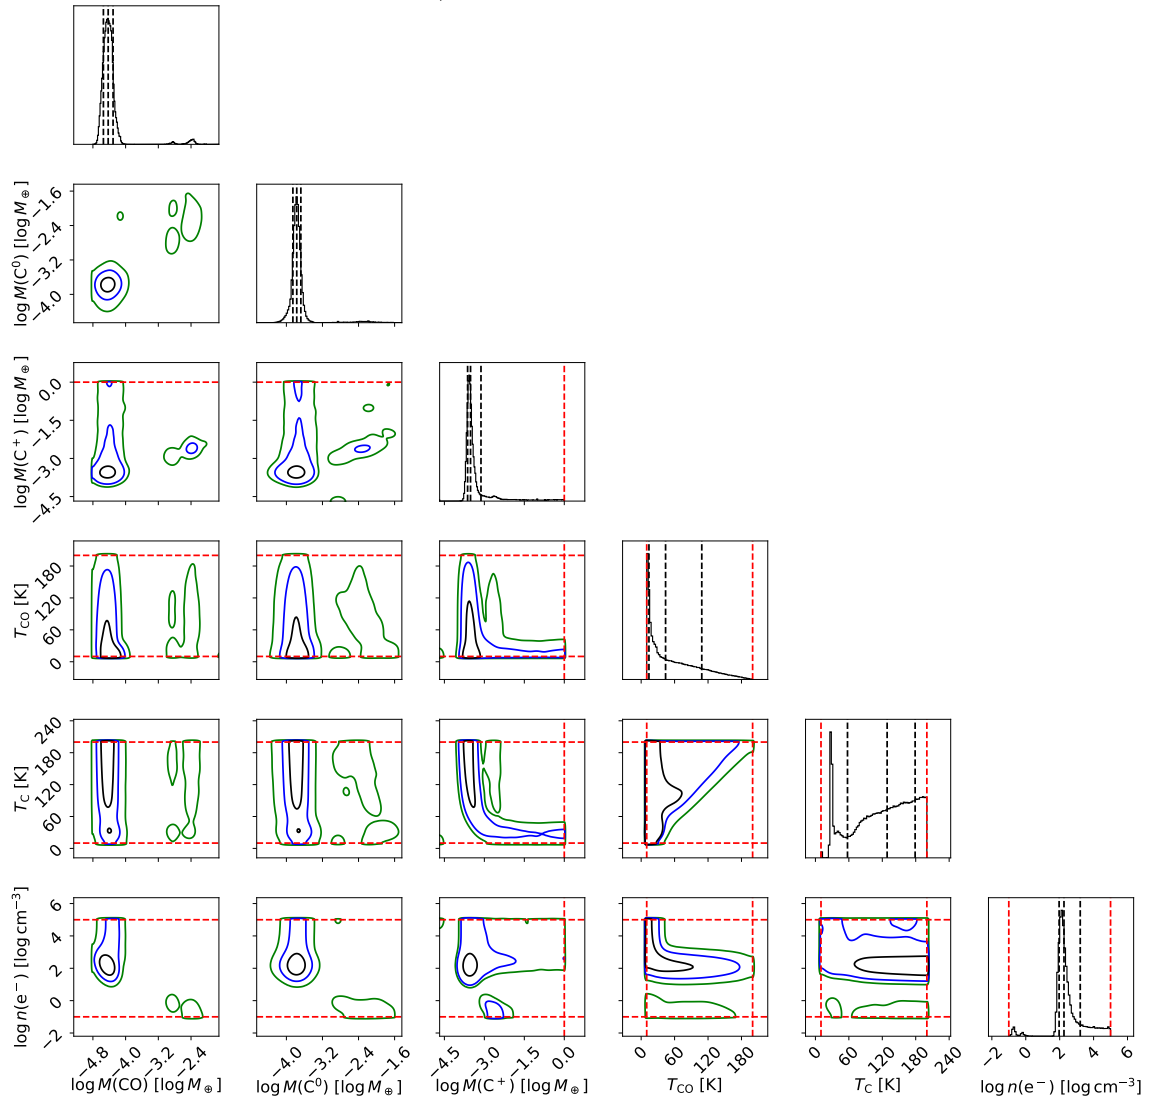 log M(C⁰) [log M⊕]
−1.6
−2.4
−3.2
−4.0
log M(C⁺) [log M⊕]
0.0
−1.5
−3.0
−4.5
T_CO [K]
180
120
60
0
T_C [K]
240
180
120
60
0
log n(e⁻) [log cm⁻³]
6
4
2
0
−2
−4.8 −4.0 −3.2 −2.4
−4.0 −3.2 −2.4 −1.6
−4.5 −3.0 −1.5 0.0
0 60 120 180
0 60 120 180 240
−2 0 2 4 6
log M(CO) [log M⊕]
log M(C⁰) [log M⊕]
log M(C⁺) [log M⊕]
T_CO [K]
T_C [K]
log n(e⁻) [log cm⁻³]